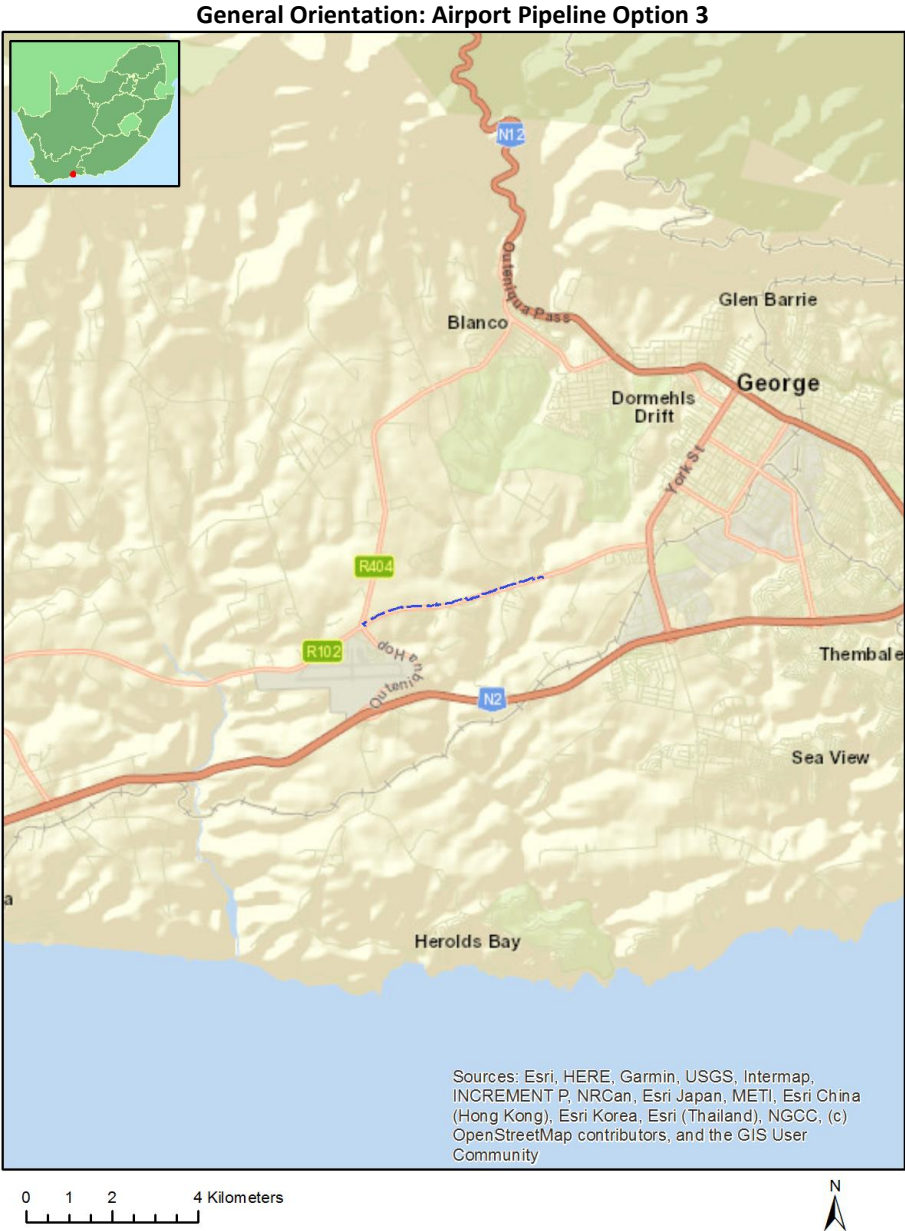 General Orientation: Airport Pipeline Option 3
N12
Outeniqua Pass
Glen Barrie
Blanco
George
Dormehls
Drift
York St
R404
R102
Outeniqua Hop
Thembale
N2
Sea View
a
Herolds Bay
Sources: Esri, HERE, Garmin, USGS, Intermap,
INCREMENT P, NRCan, Esri Japan, METI, Esri China
(Hong Kong), Esri Korea, Esri (Thailand), NGCC, (c)
OpenStreetMap contributors, and the GIS User
Community
0 1 2 4 Kilometers
N